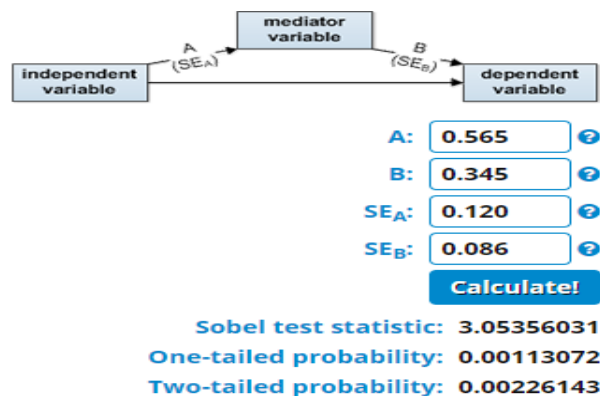 mediator
variable
A
(SEA)
B
(SEB)
independent
variable
dependent
variable
A: 0.565 ?
B: 0.345 ?
SEA: 0.120 ?
SEB: 0.086 ?
Calculate!
Sobel test statistic: 3.05356031
One-tailed probability: 0.00113072
Two-tailed probability: 0.00226143